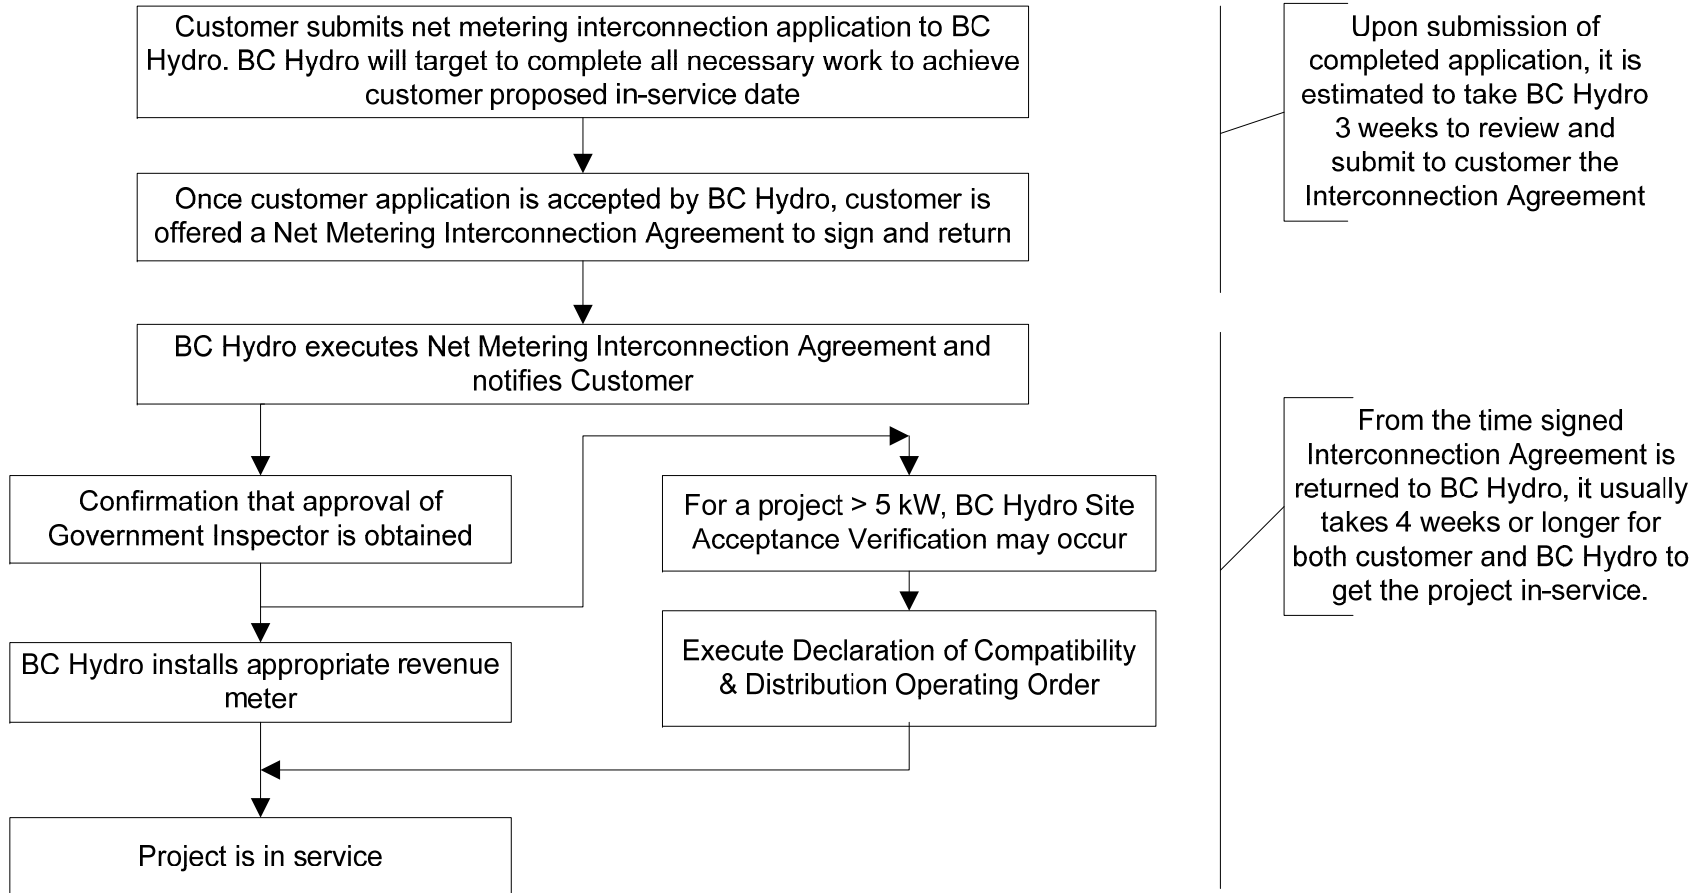 Customer submits net metering interconnection application to BC
Hydro. BC Hydro will target to complete all necessary work to achieve
customer proposed in-service date
Upon submission of
completed application, it is
estimated to take BC Hydro
3 weeks to review and
submit to customer the
Interconnection Agreement
Once customer application is accepted by BC Hydro, customer is
offered a Net Metering Interconnection Agreement to sign and return
BC Hydro executes Net Metering Interconnection Agreement and
notifies Customer
From the time signed
Interconnection Agreement is
returned to BC Hydro, it usually
takes 4 weeks or longer for
both customer and BC Hydro to
get the project in-service.
Confirmation that approval of
Government Inspector is obtained
For a project > 5 kW, BC Hydro Site
Acceptance Verification may occur
BC Hydro installs appropriate revenue
meter
Execute Declaration of Compatibility
& Distribution Operating Order
Project is in service